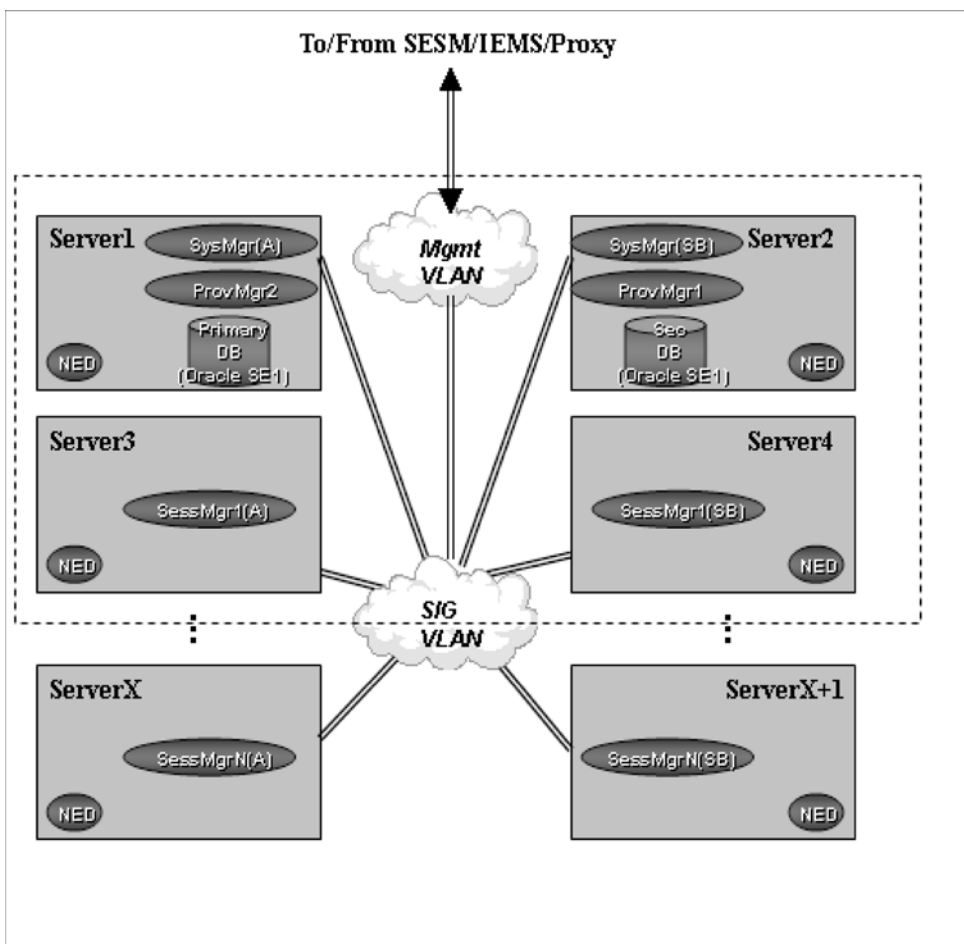 To/From SESM/IEMS/Proxy
Server1
SysMgr(A)
ProvMgr2
Primary
DB
(Oracle SE1)
NED
Mgmt
VLAN
Server2
SysMgr(SB)
ProvMgr1
Sec
DB
(Oracle SE1)
NED
Server3
SessMgr1(A)
NED
Server4
SessMgr1(SB)
NED
SIG
VLAN
ServerX
SessMgrN(A)
NED
ServerX+1
SessMgrN(SB)
NED